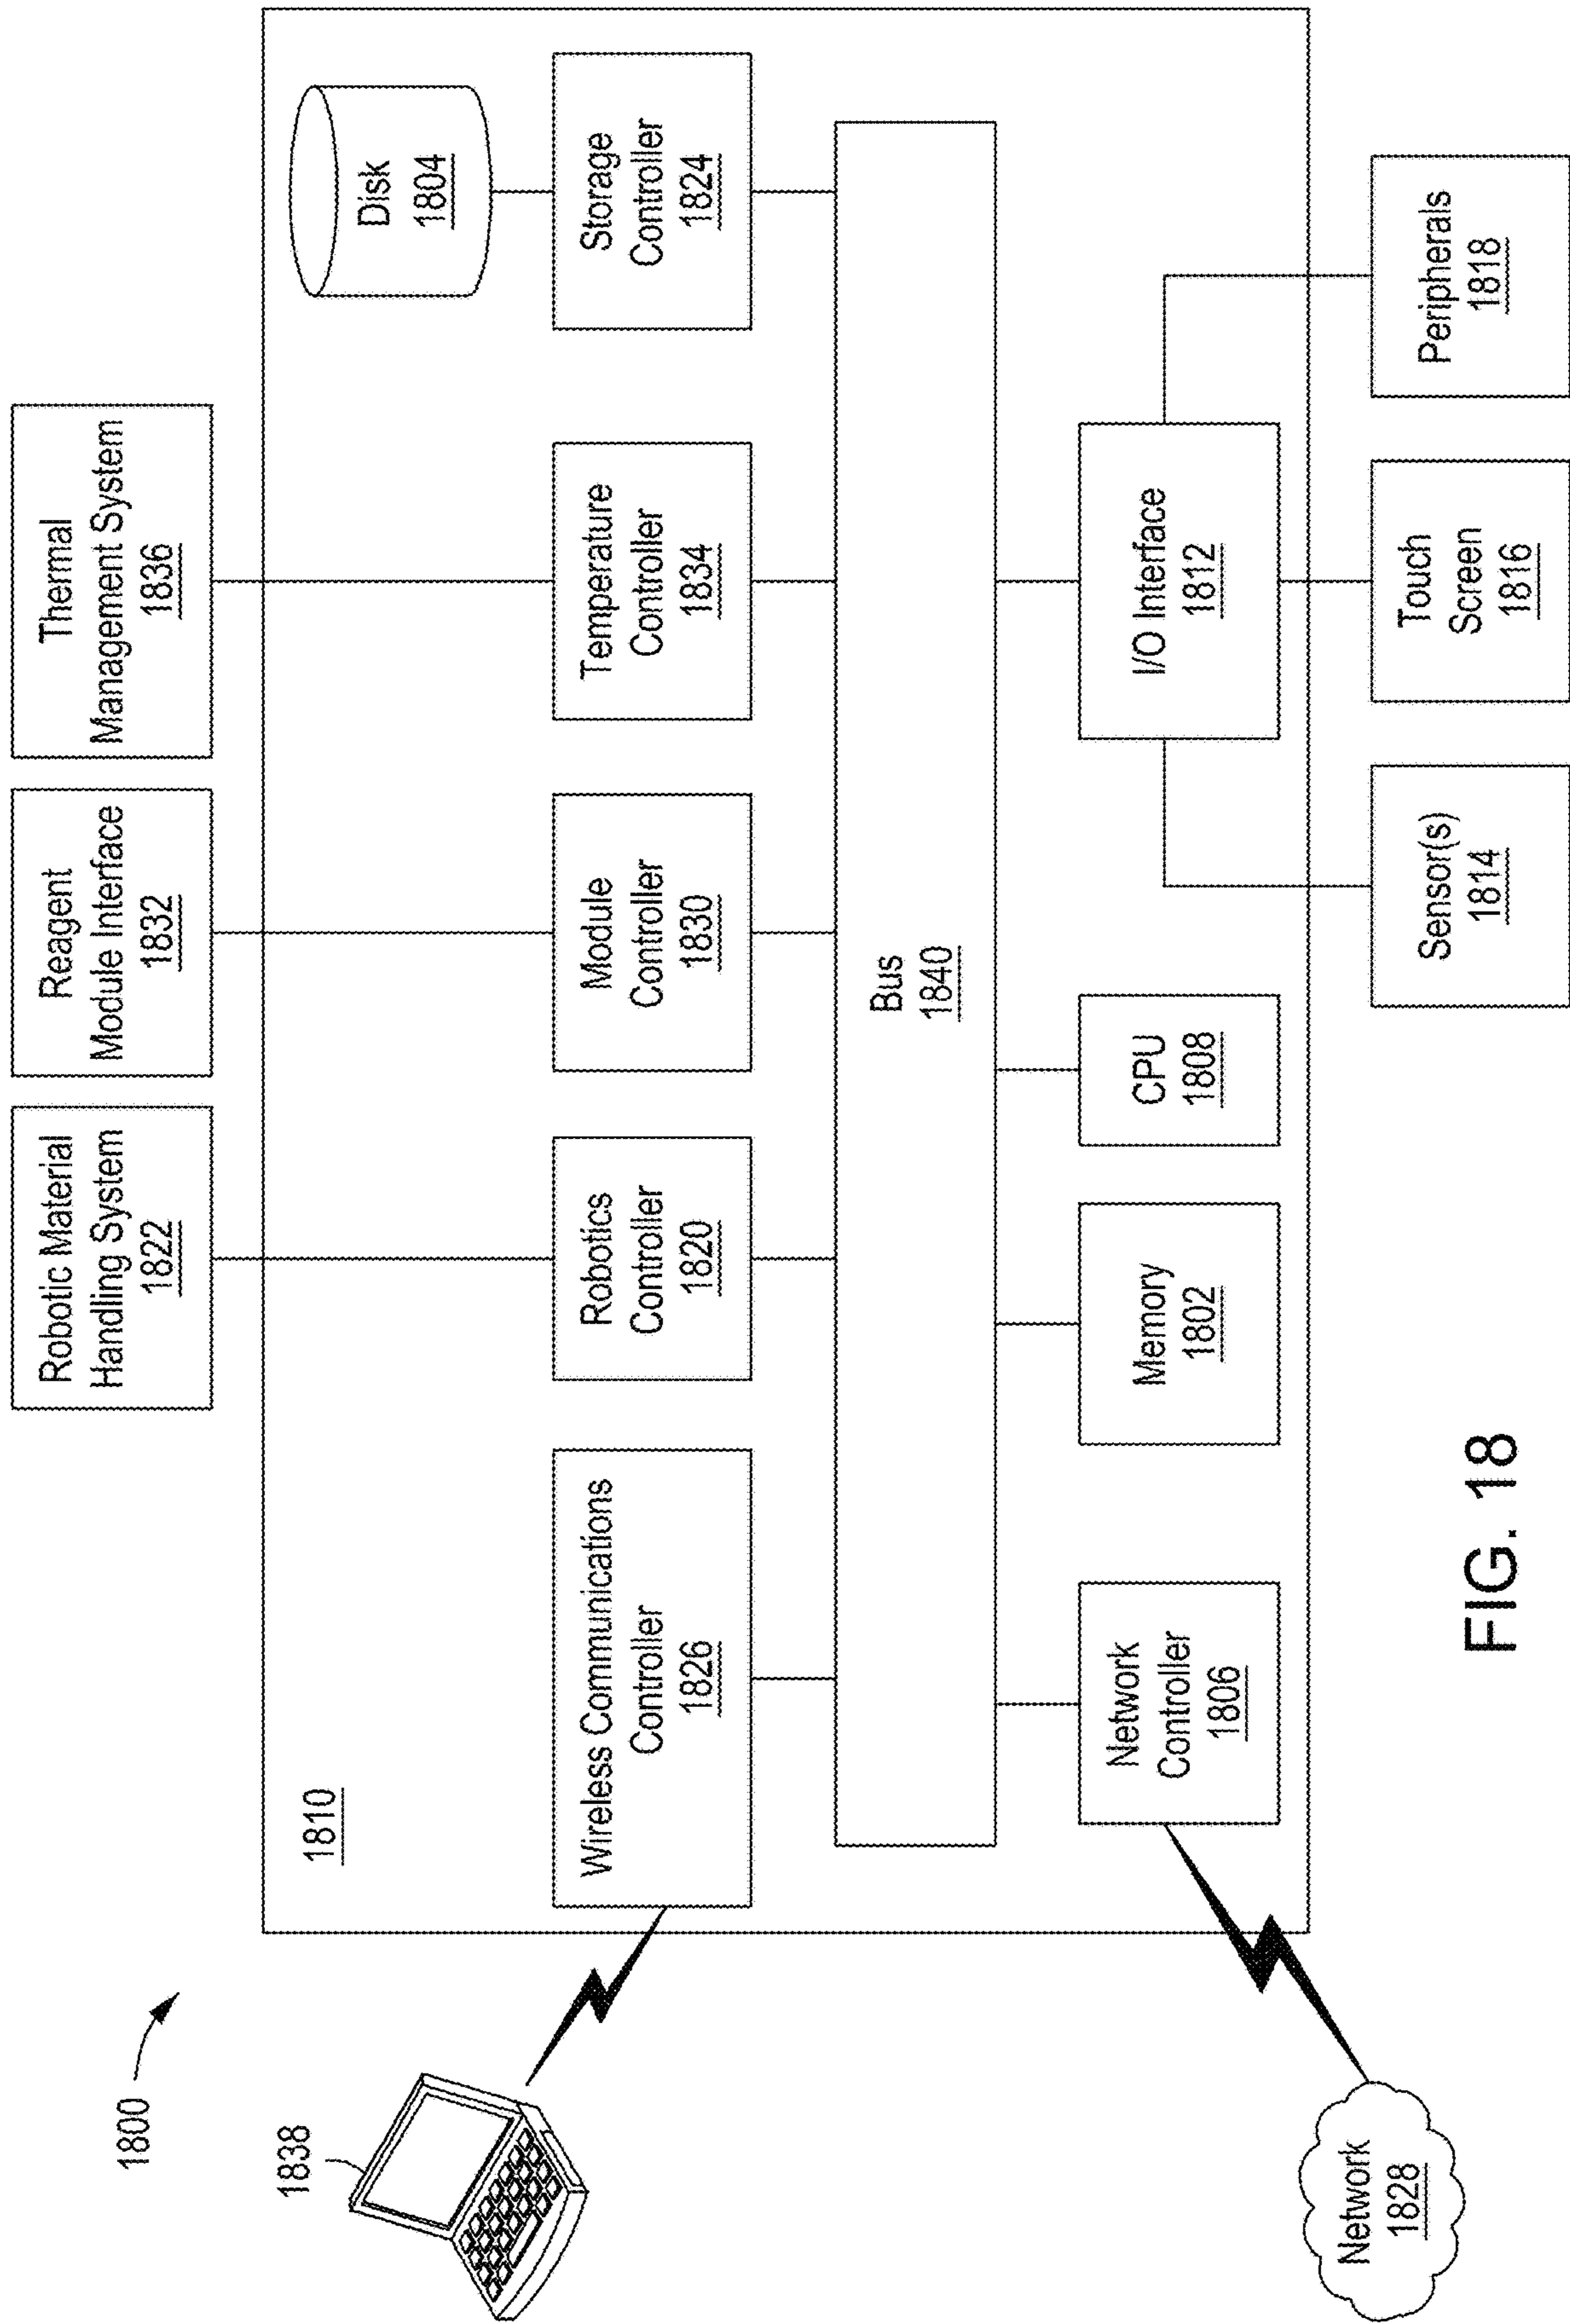 1800
1838
1810
Robotic Material
Handling System
1822
Reagent
Module Interface
1832
Thermal
Management System
1836
Disk
1804
Wireless Communications
Controller
1826
Robotics
Controller
1820
Module
Controller
1830
Temperature
Controller
1834
Storage
Controller
1824
Bus
1840
Network
Controller
1806
Memory
1802
CPU
1808
I/O Interface
1812
Network
1828
Sensor(s)
1814
Touch
Screen
1816
Peripherals
1818
FIG. 18